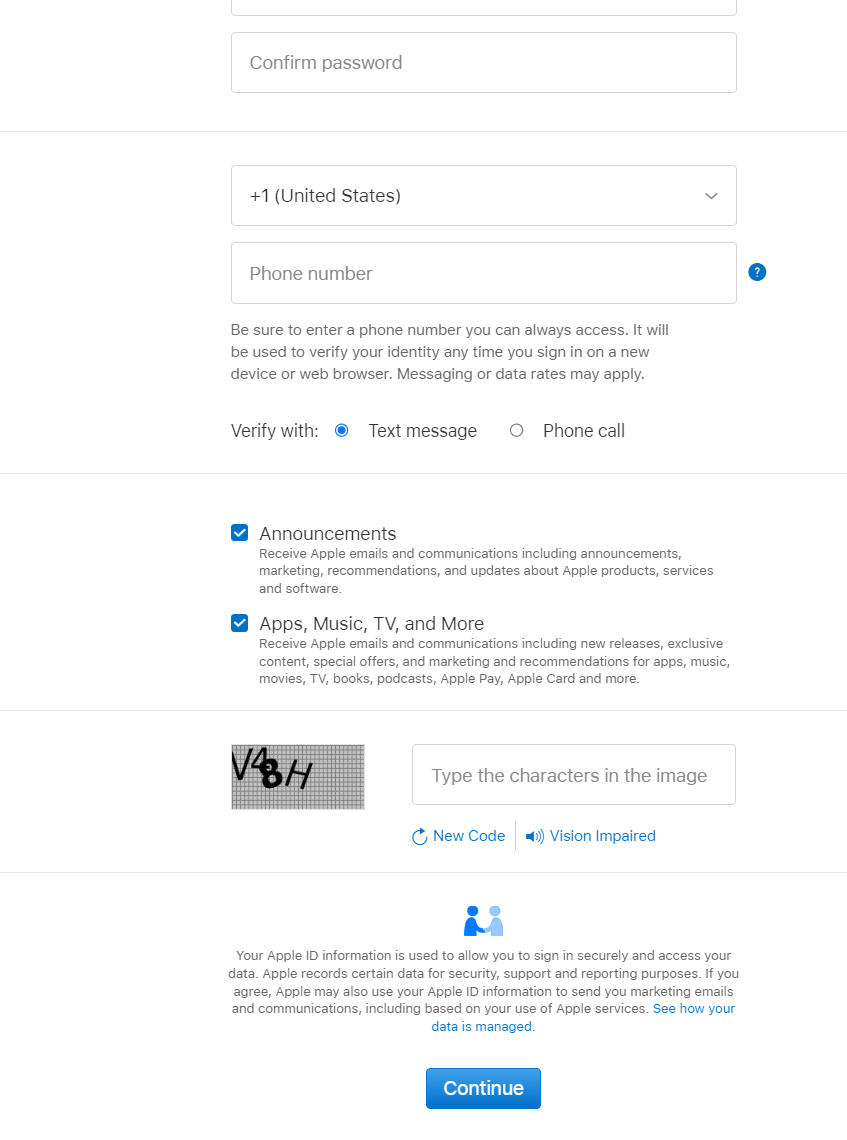 Confirm password
+1 (United States)
Phone number
?
Be sure to enter a phone number you can always access. It will
be used to verify your identity any time you sign in on a new
device or web browser. Messaging or data rates may apply.
Verify with: Text message Phone call
Announcements
Receive Apple emails and communications including announcements,
marketing, recommendations, and updates about Apple products, services
and software.
Apps, Music, TV, and More
Receive Apple emails and communications including new releases, exclusive
content, special offers, and marketing and recommendations for apps, music,
movies, TV, books, podcasts, Apple Pay, Apple Card and more.
V48H
Type the characters in the image
New Code Vision Impaired
Your Apple ID information is used to allow you to sign in securely and access your
data. Apple records certain data for security, support and reporting purposes. If you
agree, Apple may also use your Apple ID information to send you marketing emails
and communications, including based on your use of Apple services. See how your
data is managed.
Continue